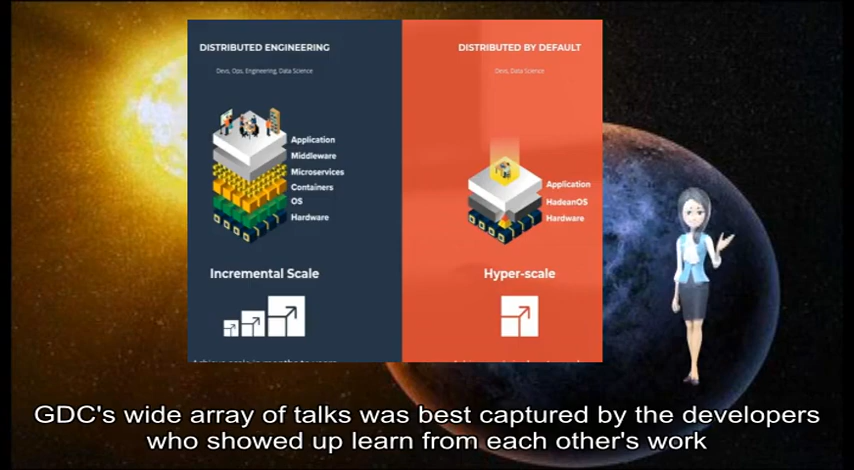 DISTRIBUTED ENGINEERING
Devs, Ops, Engineering, Data Science
Application
Middleware
Microservices
Containers
OS
Hardware
Incremental Scale
DISTRIBUTED BY DEFAULT
Devs, Data Science
Application
HadeanOS
Hardware
Hyper-scale
GDC's wide array of talks was best captured by the developers
who showed up learn from each other's work